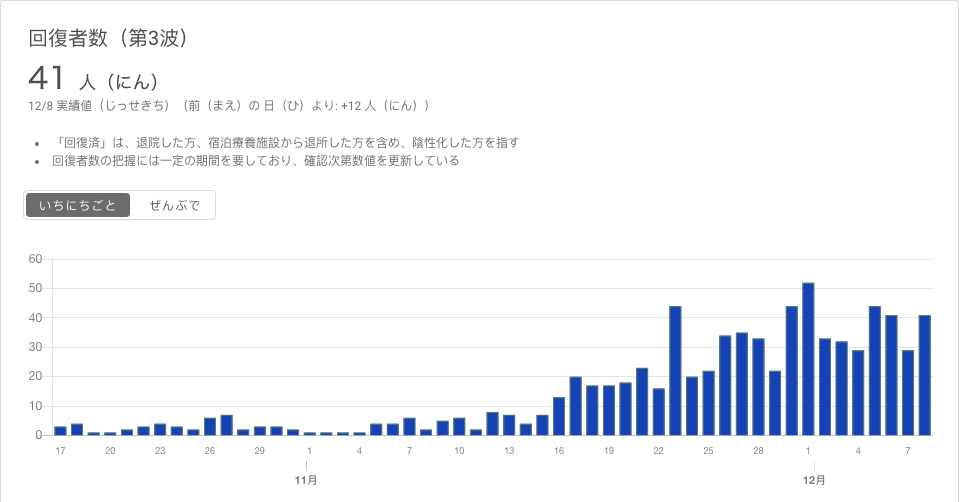 回復者数（第3波）
41 人（にん）
12/8 実績値（じっせきち）（前（まえ）の 日（ひ）より: +12 人（にん））
• 「回復済」は、退院した方、宿泊療養施設から退所した方を含め、陰性化した方を指す
• 回復者数の把握には一定の期間を要しており、確認次第数値を更新している
いちにちごと ぜんぶで
60
50
40
30
20
10
0
17 20 23 26 29 1 4 7 10 13 16 19 22 25 28 1 4 7
11月 12月